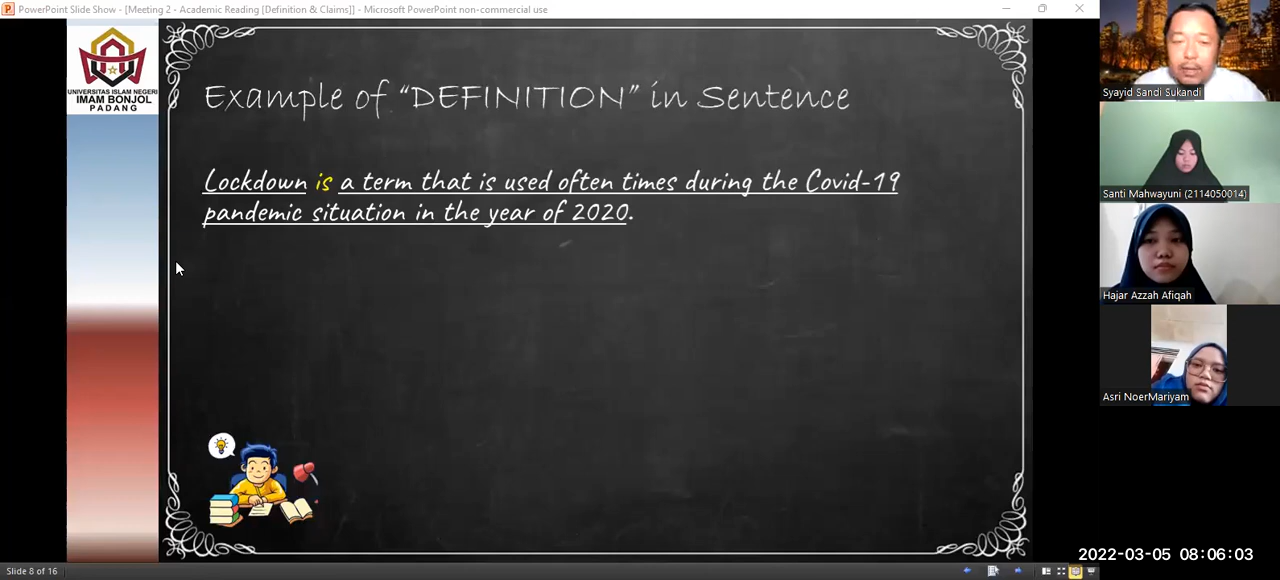 PowerPoint Slide Show - [Meeting 2 - Academic Reading (Definition & Claims]] - Microsoft PowerPoint non-commercial use
UNIVERSITAS ISLAM NEGERI
IMAM BONJOL
PADANG
Example of “DEFINITION” in Sentence
Lockdown is a term that is used often times during the Covid-19
pandemic situation in the year of 2020.
Syayid Sandi Sukandi
Santi Mahwayuni (2114050014)
Hajar Azzah Afiqah
Asri NoerMariyam
2022-03-05 08:06:03
Slide 8 of 16